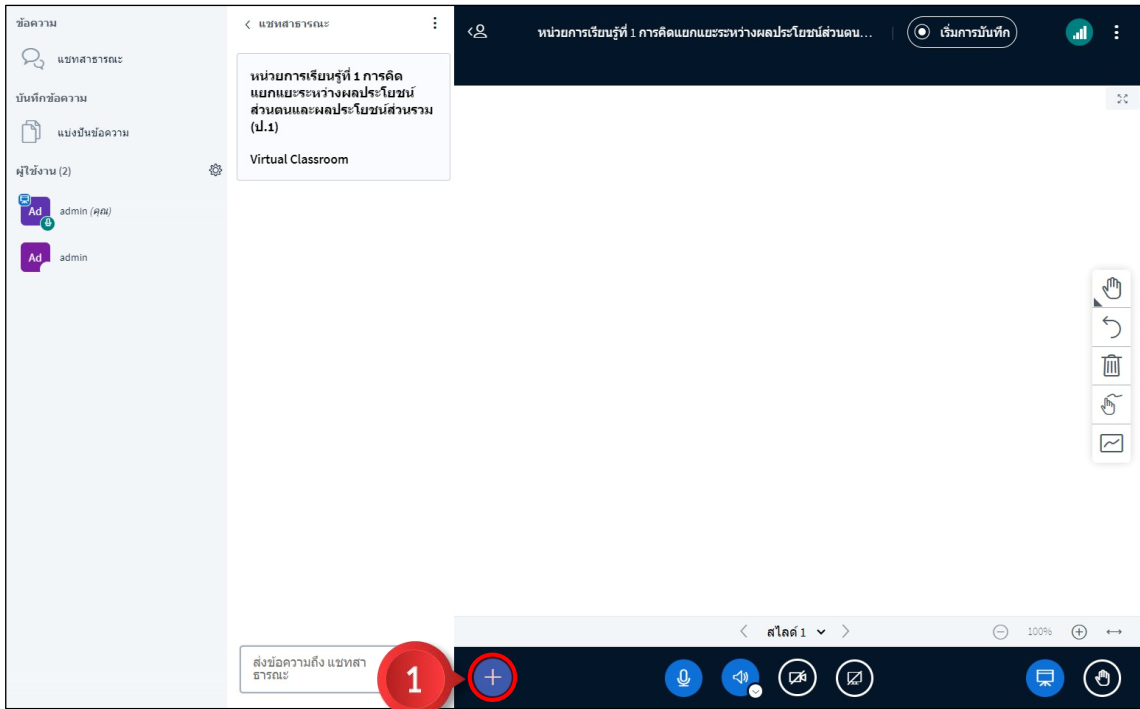 ข้อความ
แชทสาธารณะ
บันทึกข้อความ
แบ่งปันข้อความ
ผู้ใช้งาน (2)
Ad admin (คุณ)
Ad admin
แชทสาธารณะ
หน่วยการเรียนรู้ที่ 1 การคิด
แยกแยะระหว่างผลประโยชน์
ส่วนตนและผลประโยชน์ส่วนรวม
(ป.1)
Virtual Classroom
ส่งข้อความถึง แชทสา
ธารณะ
1
หน่วยการเรียนรู้ที่ 1 การคิดแยกแยะระหว่างผลประโยชน์ส่วนตน...
เริ่มการบันทึก
สไลด์ 1
100%